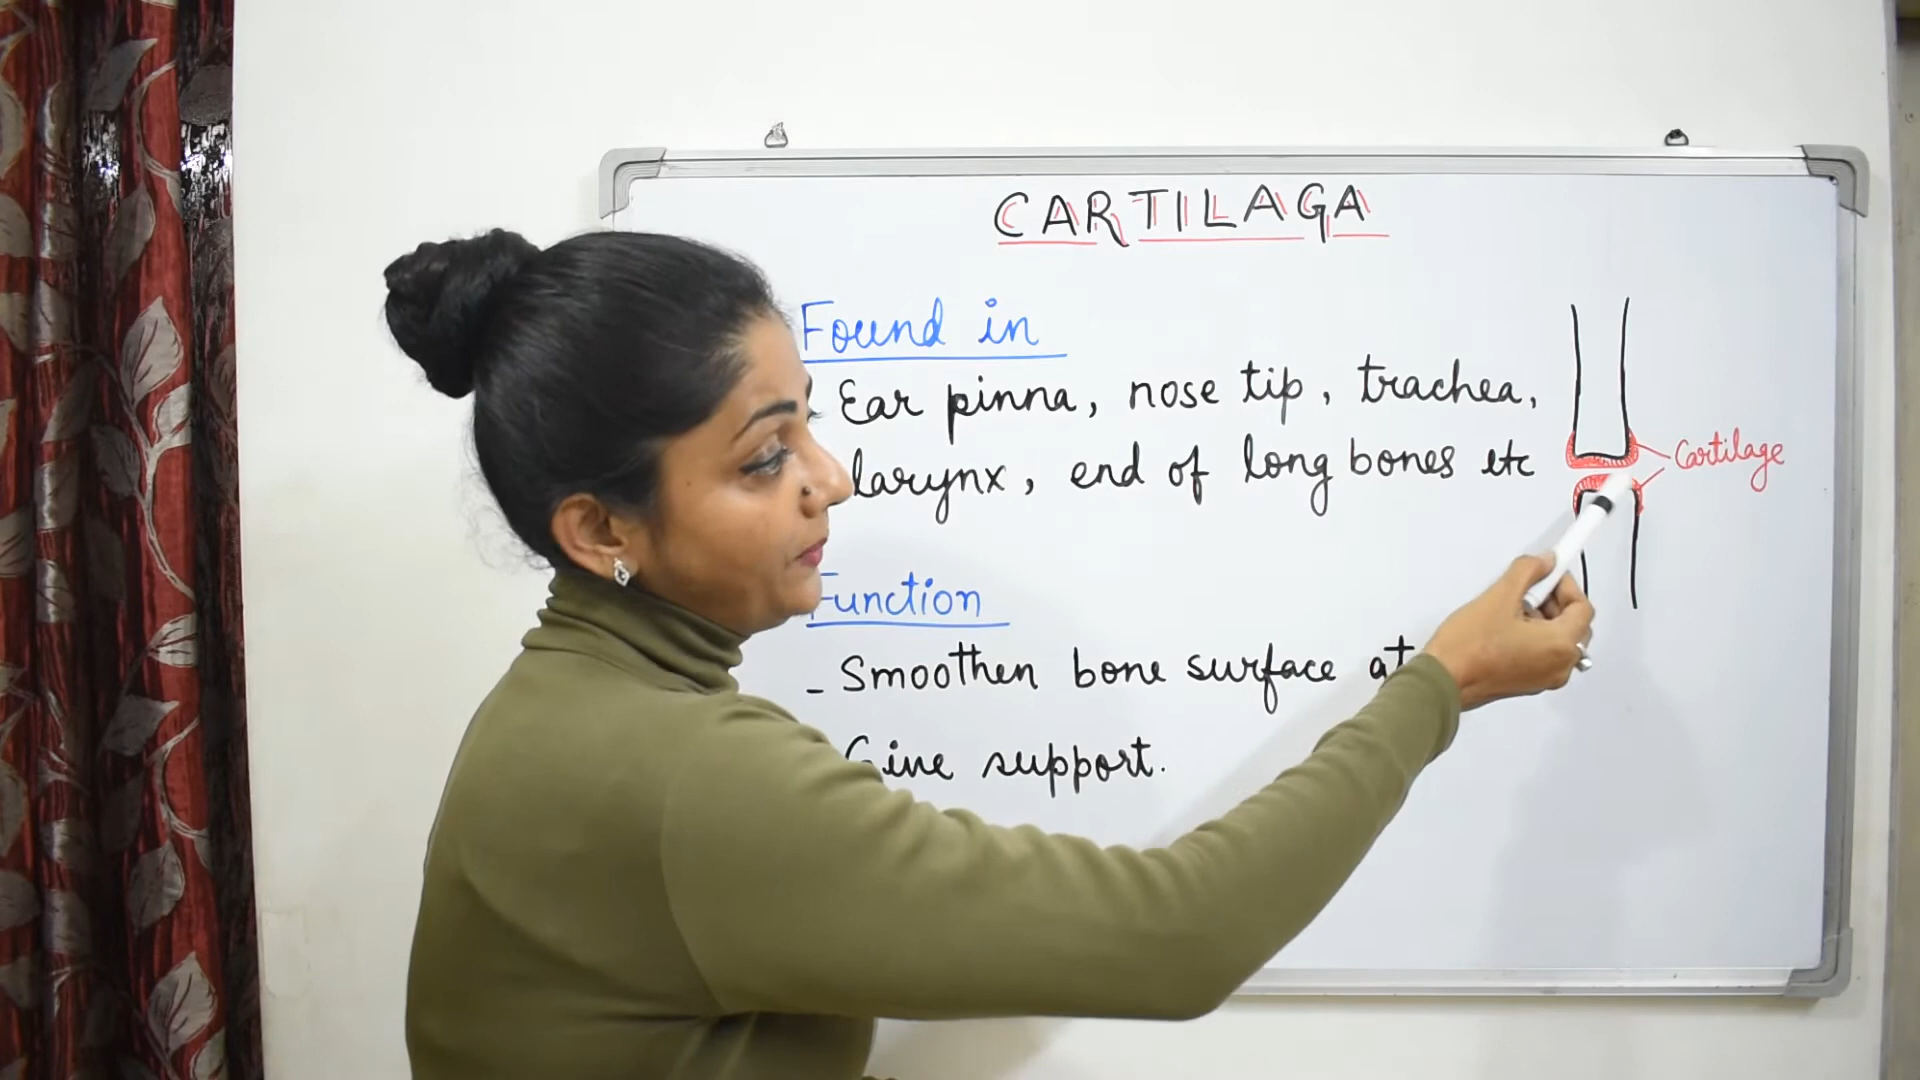 CARTILAGA
Found in
Ear pinna, nose tip, trachea,
larynx, end of long bones etc
Cartilage
Function
- Smoothen bone surface at
Give support.